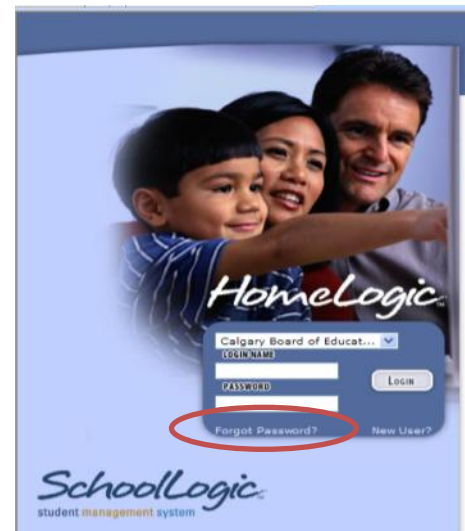 HomeLogic
Calgary Board of Educat...
LOGIN NAME
PASSWORD
LOGIN
Forgot Password?
New User?
SchoolLogic
student management system